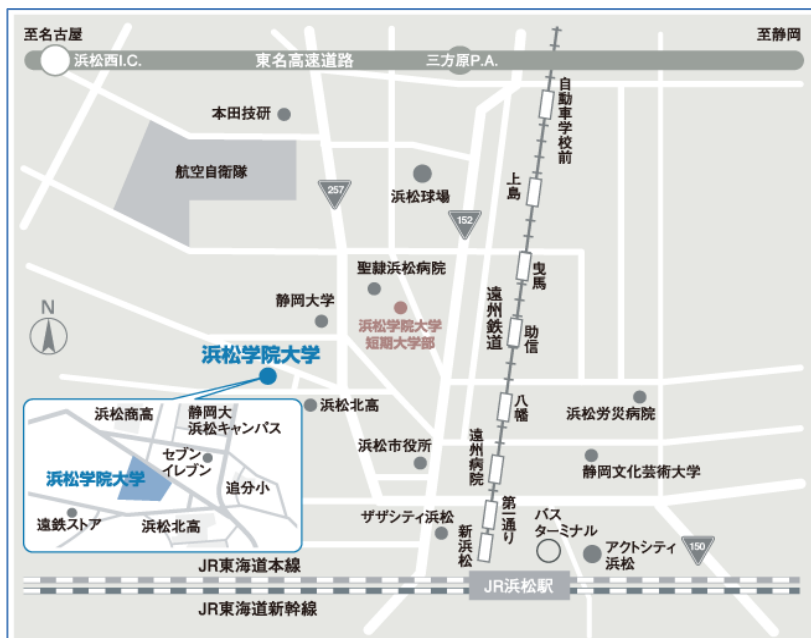 至名古屋
至静岡
浜松西I.C.
東名高速道路
三方原P.A.
自動車学校前
本田技研
航空自衛隊
257
浜松球場
152
上島
聖隷浜松病院
曳馬
遠州鉄道
静岡大学
浜松学院大学
短期大学部
助信
N
浜松学院大学
八幡
浜松北高
浜松労災病院
浜松市役所
遠州病院
静岡文化芸術大学
浜松商高
静岡大
浜松キャンパス
セブン
イレブン
浜松学院大学
追分小
遠鉄ストア
浜松北高
ザザシティ浜松
第一通り
新浜松
バス
ターミナル
アクトシティ
浜松
150
JR東海道本線
JR浜松駅
JR東海道新幹線